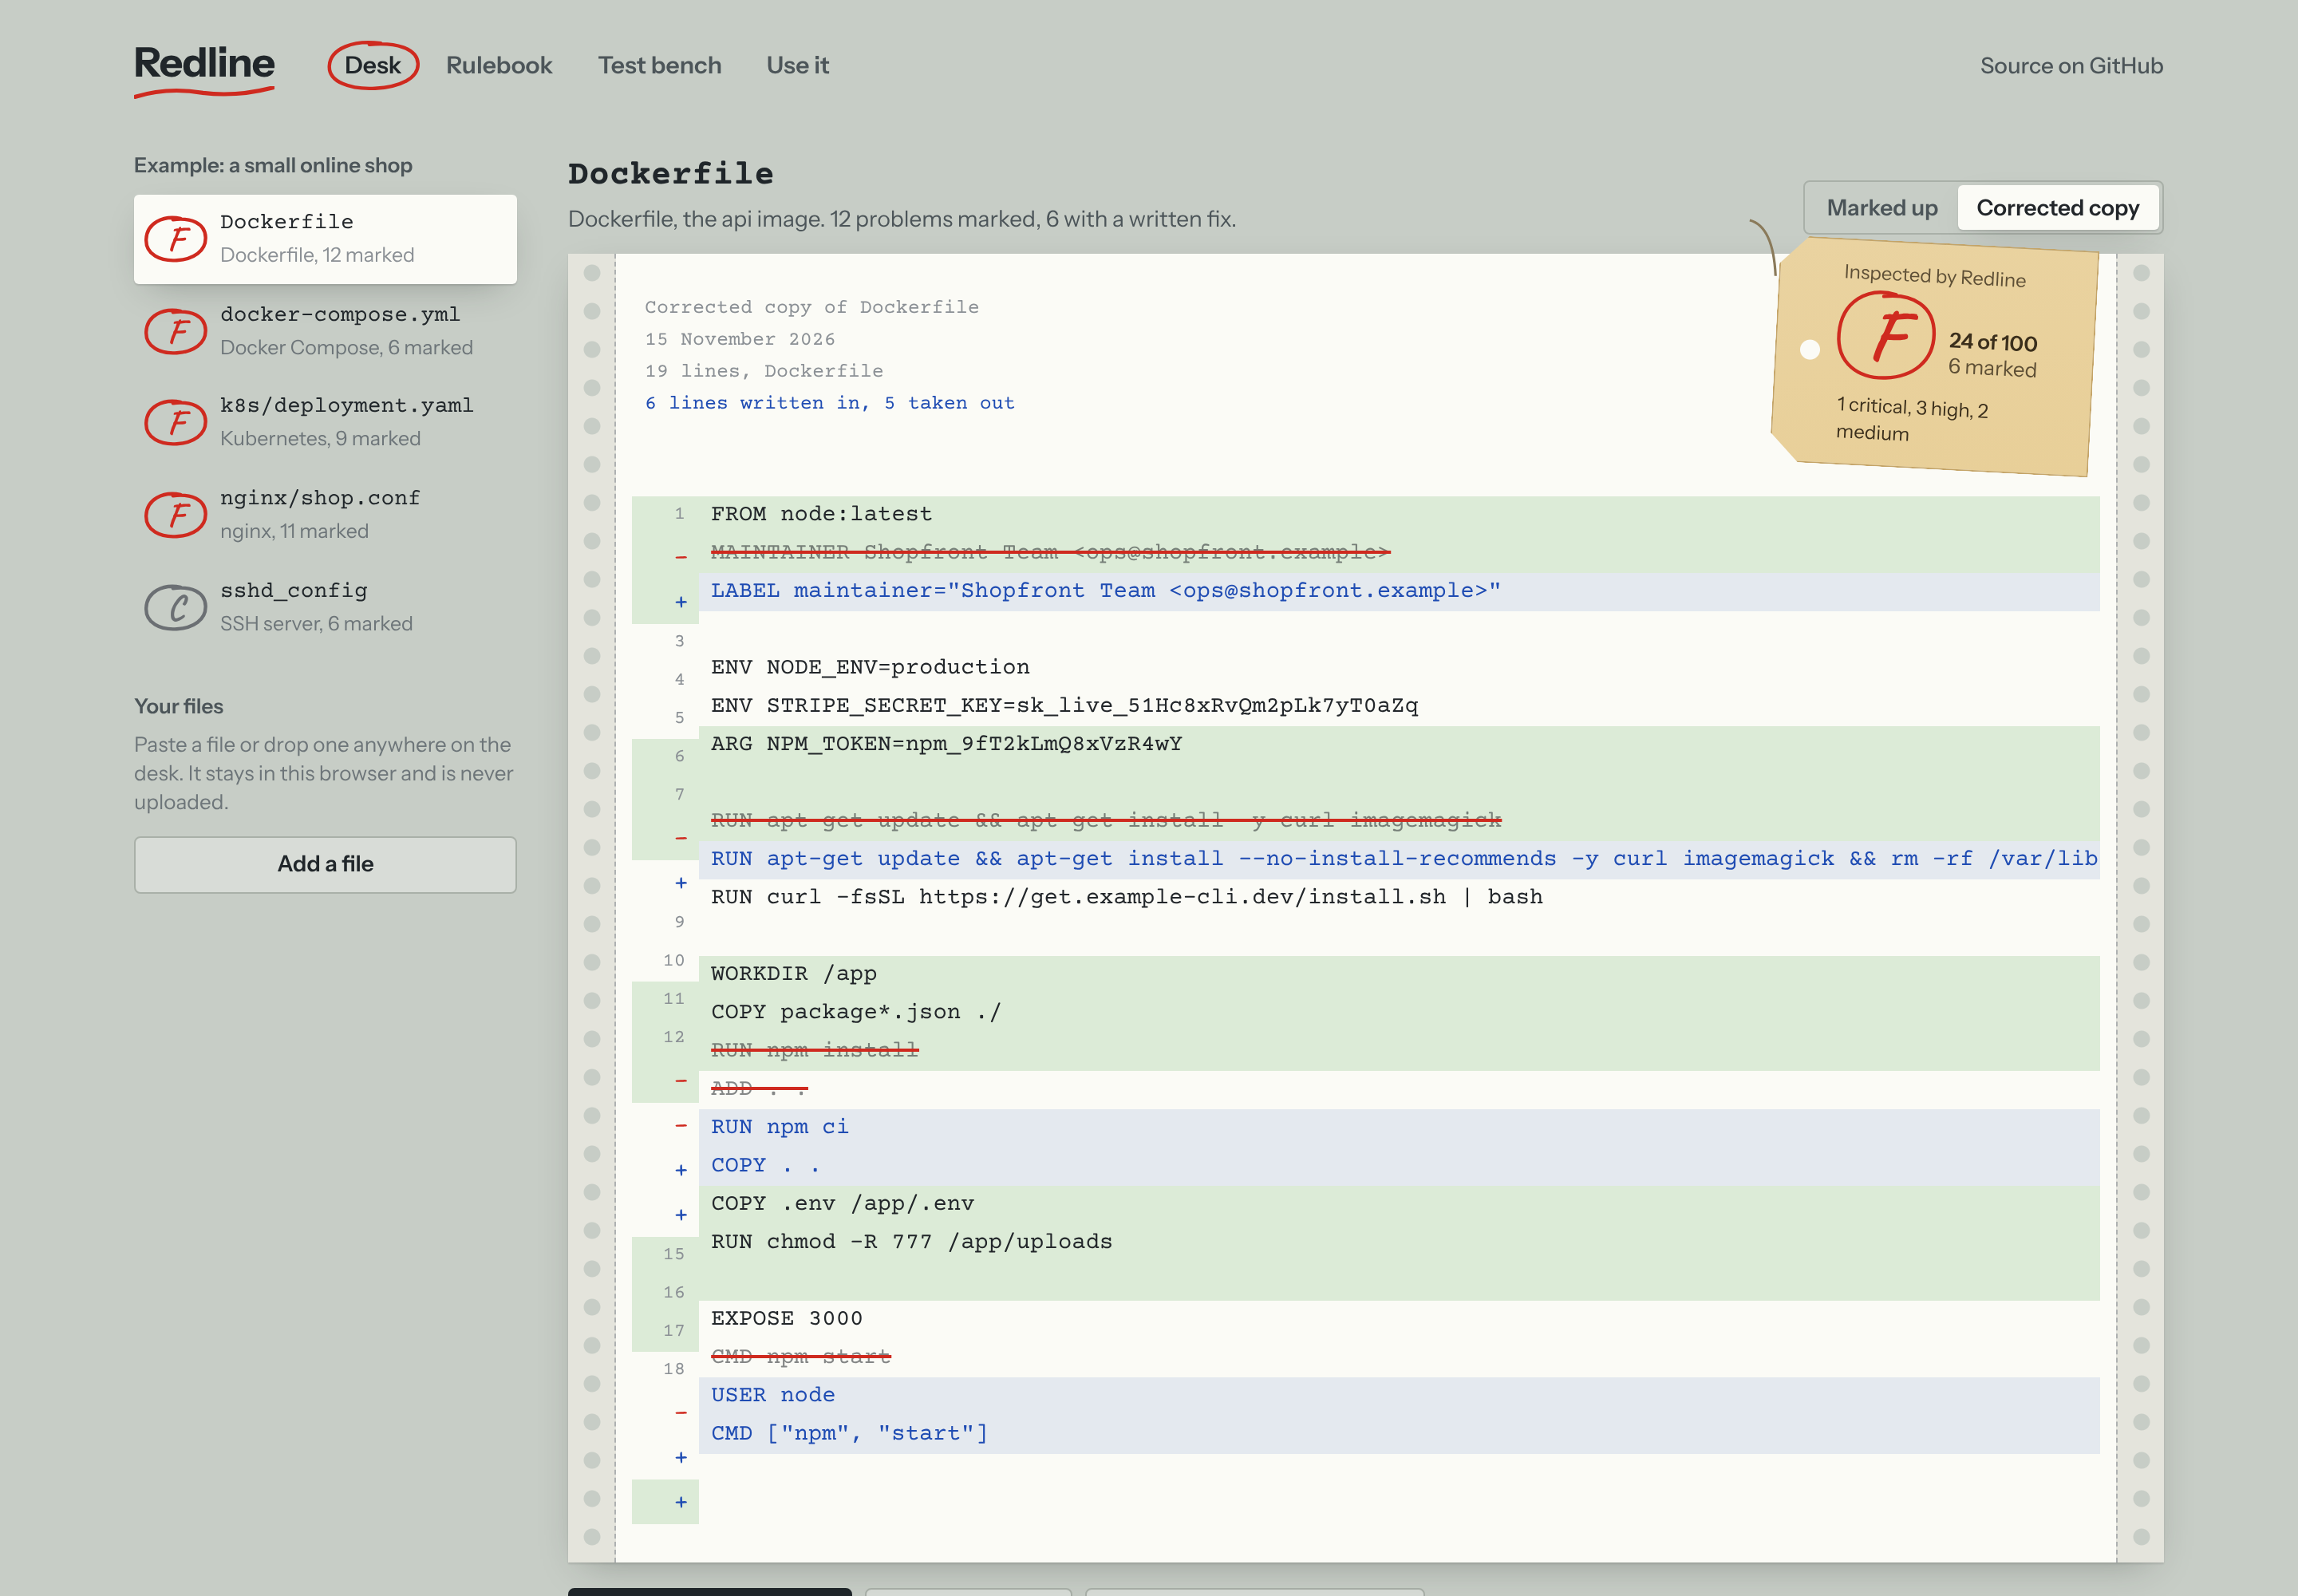 Redline
Desk
Rulebook
Test bench
Use it
Source on GitHub
Example: a small online shop
F
Dockerfile
Dockerfile, 12 marked
F
docker-compose.yml
Docker Compose, 6 marked
F
k8s/deployment.yaml
Kubernetes, 9 marked
F
nginx/shop.conf
nginx, 11 marked
C
sshd_config
SSH server, 6 marked
Your files
Paste a file or drop one anywhere on the
desk. It stays in this browser and is never
uploaded.
Add a file
Dockerfile
Dockerfile, the api image. 12 problems marked, 6 with a written fix.
Marked up
Corrected copy
Corrected copy of Dockerfile
15 November 2026
19 lines, Dockerfile
6 lines written in, 5 taken out
Inspected by Redline
F
24 of 100
6 marked
1 critical, 3 high, 2
medium
1 FROM node:latest
- MAINTAINER Shopfront Team <ops@shopfront.example>
+ LABEL maintainer="Shopfront Team <ops@shopfront.example>"
3
4 ENV NODE_ENV=production
5 ENV STRIPE_SECRET_KEY=sk_live_51Hc8xRvQm2pLk7yT0aZq
6 ARG NPM_TOKEN=npm_9fT2kLmQ8xVzR4wY
7
- RUN apt-get update && apt-get install -y curl imagemagick
+ RUN apt-get update && apt-get install --no-install-recommends -y curl imagemagick && rm -rf /var/lib
9 RUN curl -fsSL https://get.example-cli.dev/install.sh | bash
10
11 WORKDIR /app
12 COPY package*.json ./
- RUN npm install
- ADD . .
+ RUN npm ci
+ COPY . .
15 COPY .env /app/.env
16 RUN chmod -R 777 /app/uploads
17
18 EXPOSE 3000
- CMD npm start
+ USER node
+ CMD ["npm", "start"]